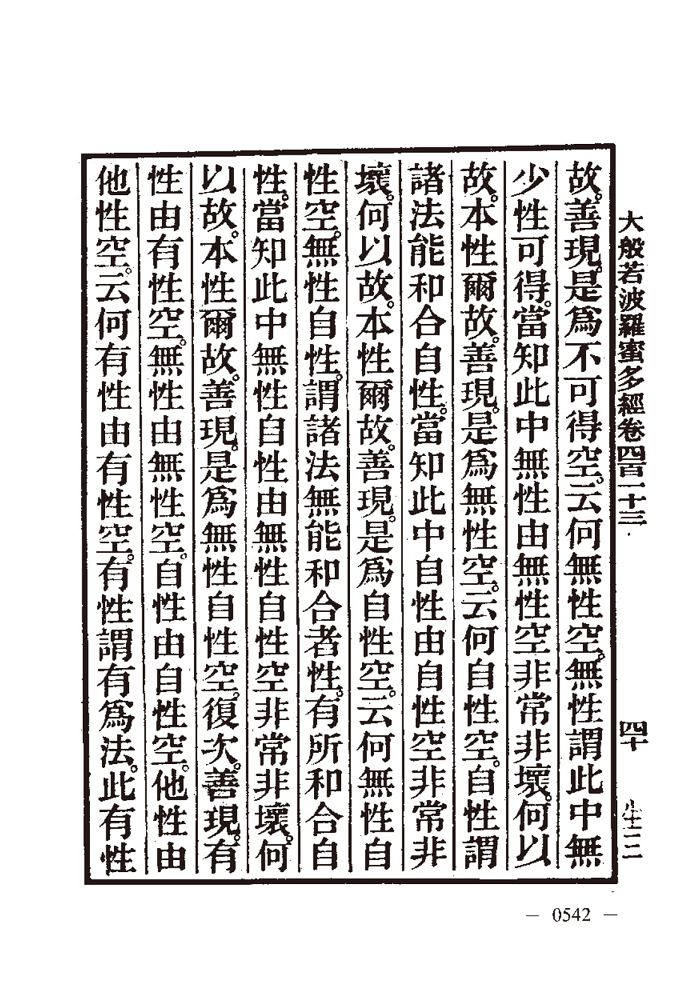 大般若波羅蜜多經卷四百一十三
四十
故。善現。是爲不可得空。云何無性空。無性謂此中無
少性可得。當知此中無性由無性空非常非壞。何以
故。本性爾故。善現。是爲無性空。云何自性空。自性謂
諸法能和合自性。當知此中自性由自性空非常非
壞。何以故。本性爾故。善現。是爲自性空。云何無性自
性空。無性自性。謂諸法無能和合者性。有所和合自
性。當知此中無性自性由無性自性空非常非壞。何
以故。本性爾故。善現。是爲無性自性空。復次。善現。有
性由有性空。無性由無性空。自性由自性空。他性由
他性空。云何有性由有性空。有性謂有爲法。此有性
— 0542 —